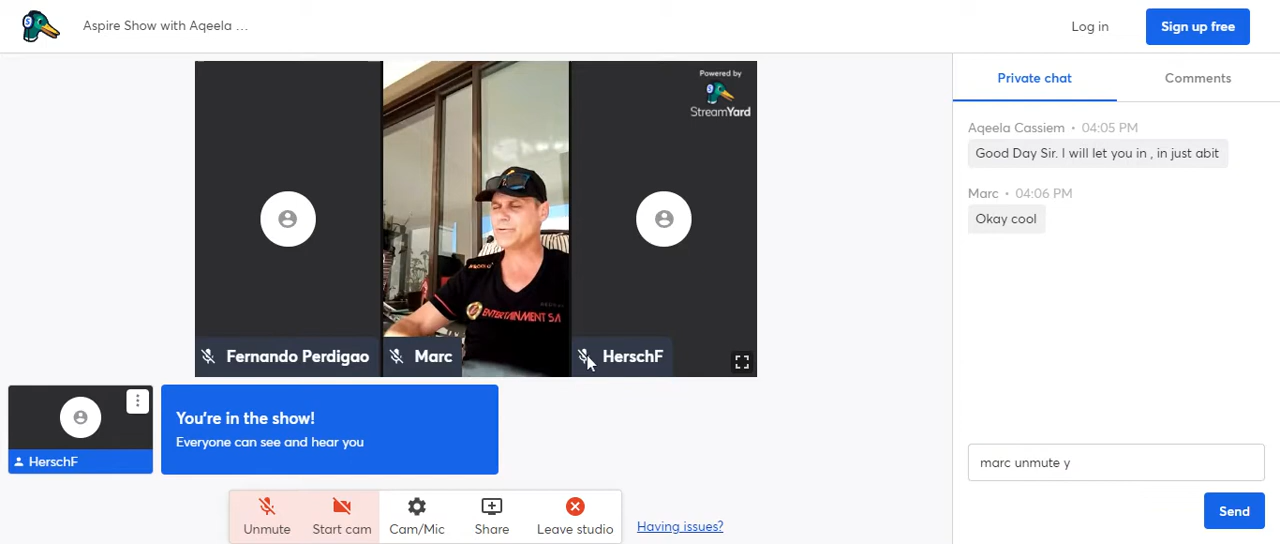 Aspire Show with Aqeela ...
Log in
Sign up free
Powered by
StreamYard
Fernando Perdigao
Marc
HerschF
HerschF
You're in the show!
Everyone can see and hear you
Unmute
Start cam
Cam/Mic
Share
Leave studio
Having issues?
Private chat
Comments
Aqeela Cassiem • 04:05 PM
Good Day Sir. I will let you in , in just abit
Marc • 04:06 PM
Okay cool
marc unmute y
Send
ENTERTAINMENT SA